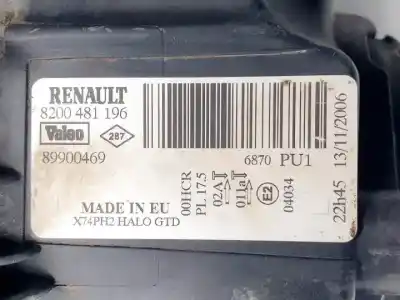 RENAULT
8200 481 196
Valeo
287
89900469
6870 PU1
MADE IN EU
X74PH2 HALO GTD
00HCR
PL 17.5
02A
011a
E2
04034
22h45 13/11/2006